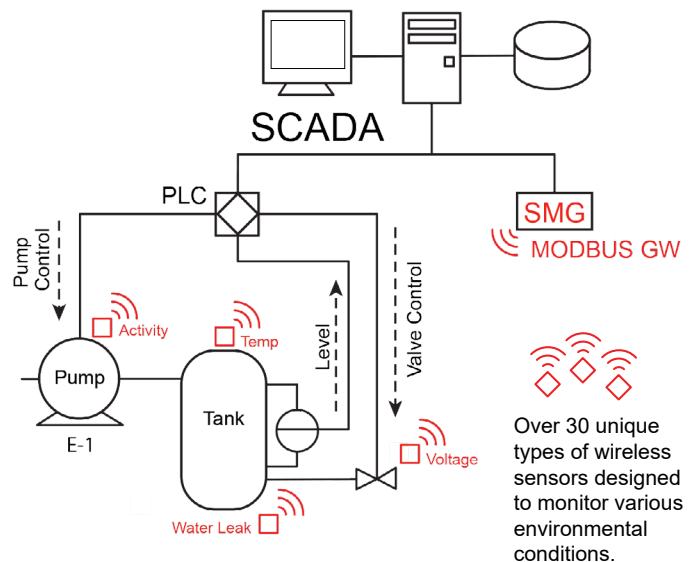 SCADA
PLC
SMG
MODBUS GW
Pump
Control
Activity
Temp
Level
Valve Control
Pump
Tank
E-1
Voltage
Water Leak
Over 30 unique
types of wireless
sensors designed
to monitor various
environmental
conditions.